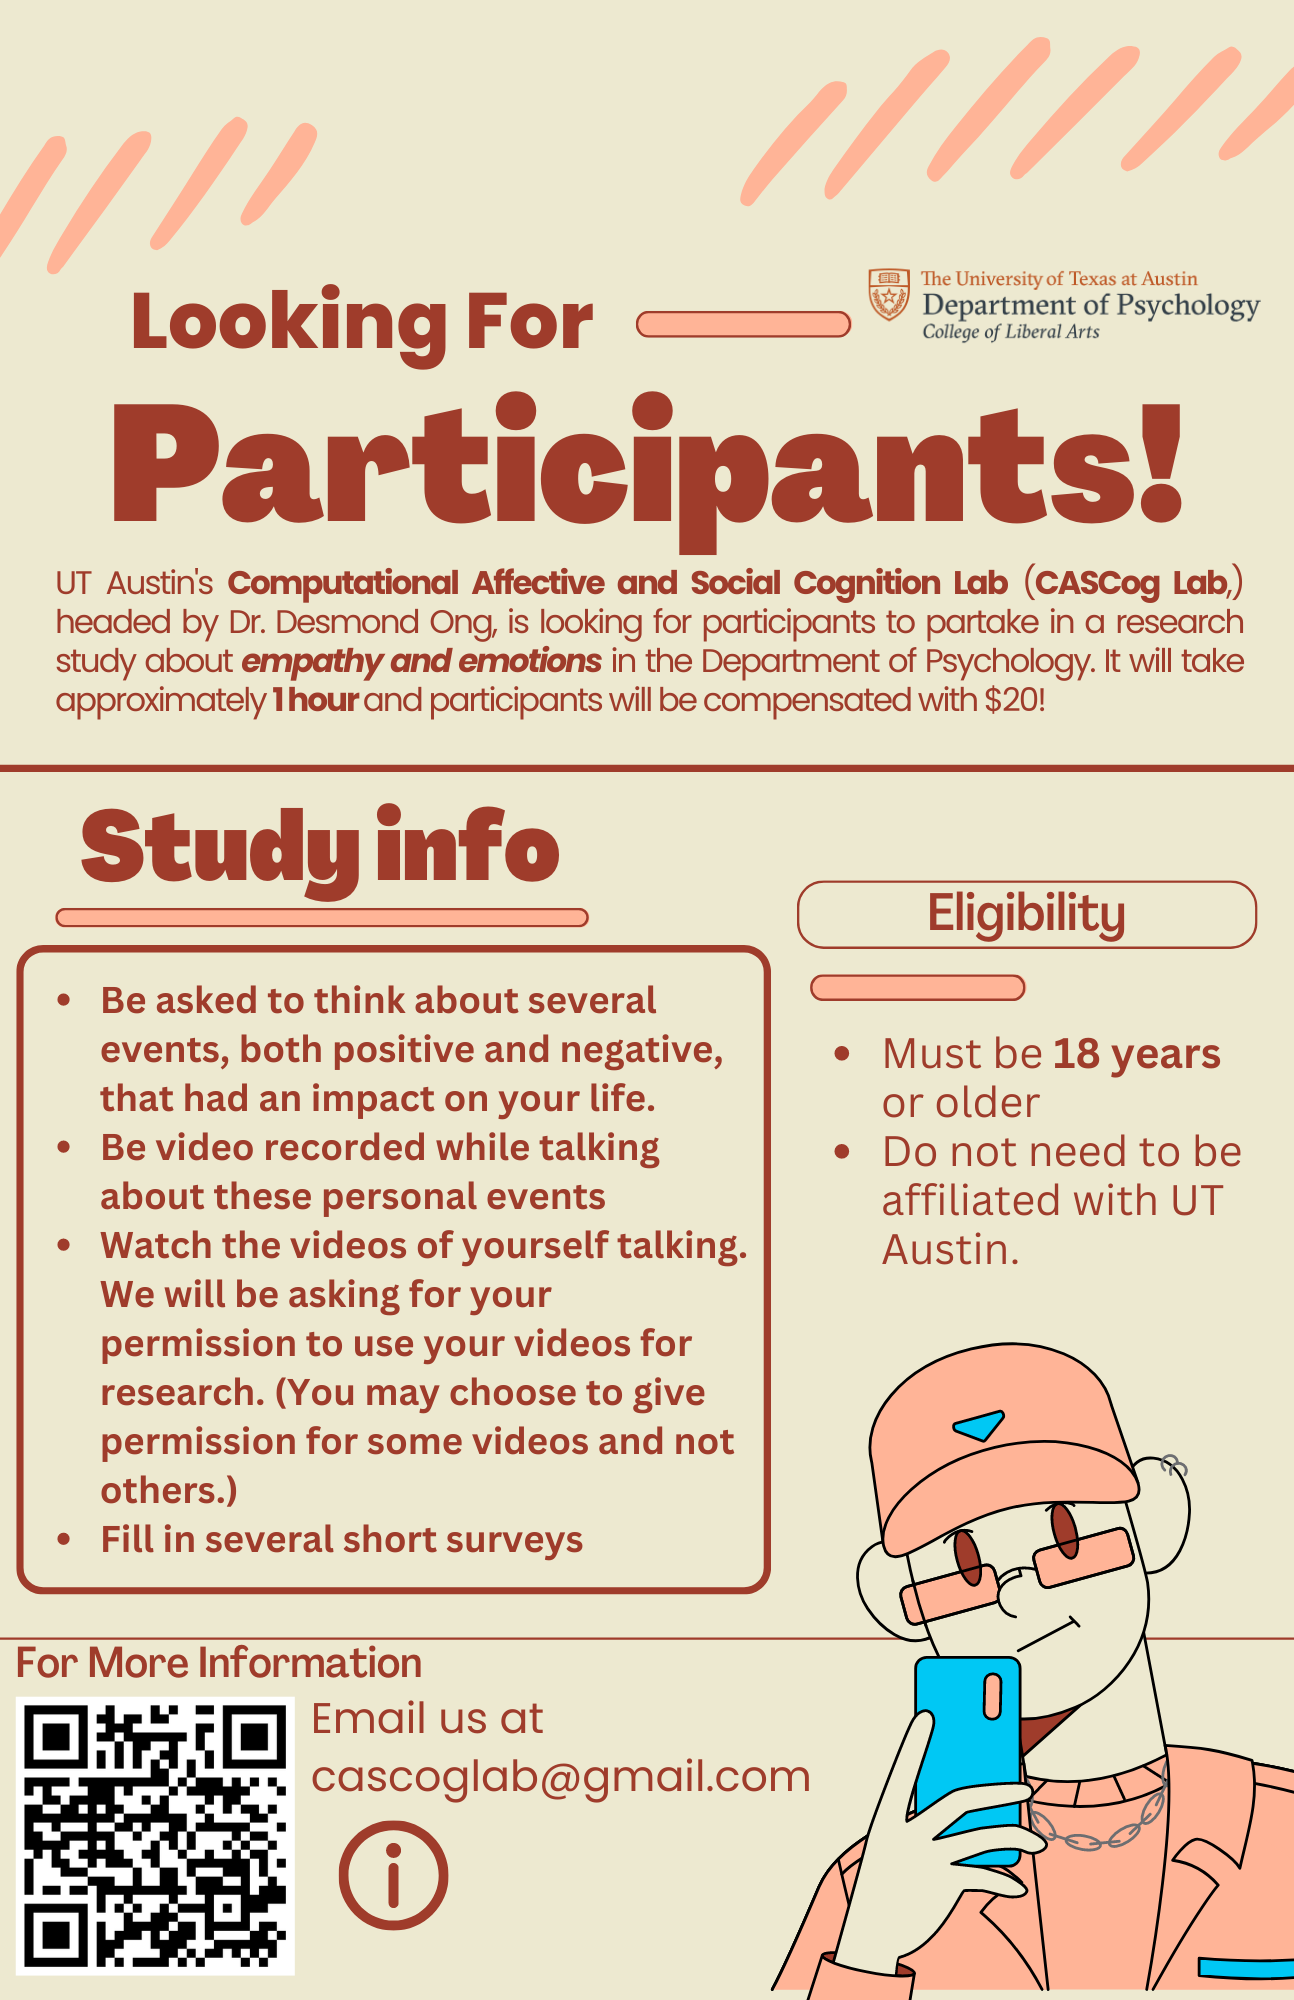 Looking For
The University of Texas at Austin
Department of Psychology
College of Liberal Arts
Participants!
UT Austin's Computational Affective and Social Cognition Lab (CASCog Lab,)
headed by Dr. Desmond Ong, is looking for participants to partake in a research
study about empathy and emotions in the Department of Psychology. It will take
approximately 1 hour and participants will be compensated with $20!
Study info
• Be asked to think about several
events, both positive and negative,
that had an impact on your life.
• Be video recorded while talking
about these personal events
• Watch the videos of yourself talking.
We will be asking for your
permission to use your videos for
research. (You may choose to give
permission for some videos and not
others.)
• Fill in several short surveys
Eligibility
• Must be 18 years
or older
• Do not need to be
affiliated with UT
Austin.
For More Information
Email us at
cascoglab@gmail.com